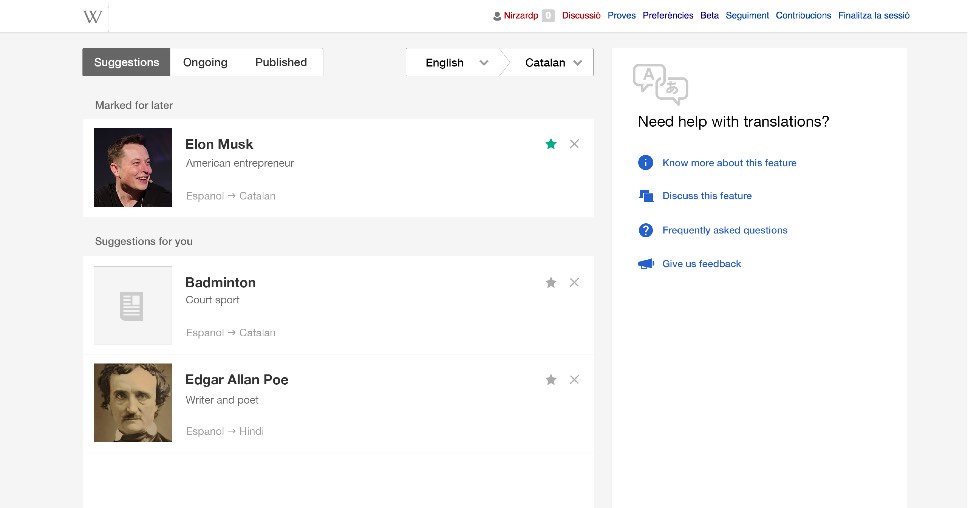 W
Nirzardp 0 Discussió Proves Preferències Beta Seguiment Contribucions Finalitza la sessió
Suggestions Ongoing Published
English Catalan
Marked for later
Elon Musk
American entrepreneur
Espanol → Catalan
Suggestions for you
Badminton
Court sport
Espanol → Catalan
Edgar Allan Poe
Writer and poet
Espanol → Hindi
A あ
Need help with translations?
Know more about this feature
Discuss this feature
Frequently asked questions
Give us feedback